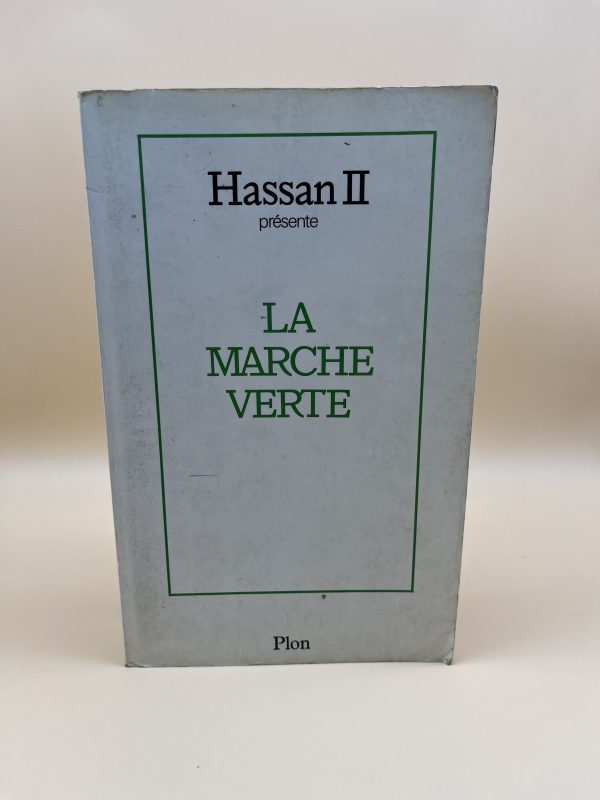 Hassan II
présente
LA
MARCHE
VERTE
Plon